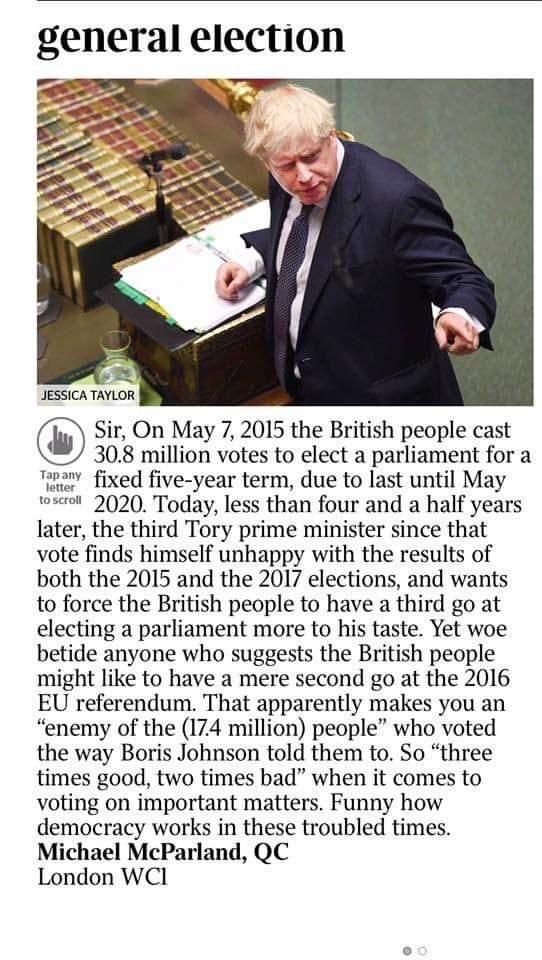 general election
JESSICA TAYLOR
Tap any
letter
to scroll
Sir, On May 7, 2015 the British people cast
30.8 million votes to elect a parliament for a
fixed five-year term, due to last until May
2020. Today, less than four and a half years
later, the third Tory prime minister since that
vote finds himself unhappy with the results of
both the 2015 and the 2017 elections, and wants
to force the British people to have a third go at
electing a parliament more to his taste. Yet woe
betide anyone who suggests the British people
might like to have a mere second go at the 2016
EU referendum. That apparently makes you an
“enemy of the (17.4 million) people” who voted
the way Boris Johnson told them to. So “three
times good, two times bad” when it comes to
voting on important matters. Funny how
democracy works in these troubled times.
Michael McParland, QC
London WC1